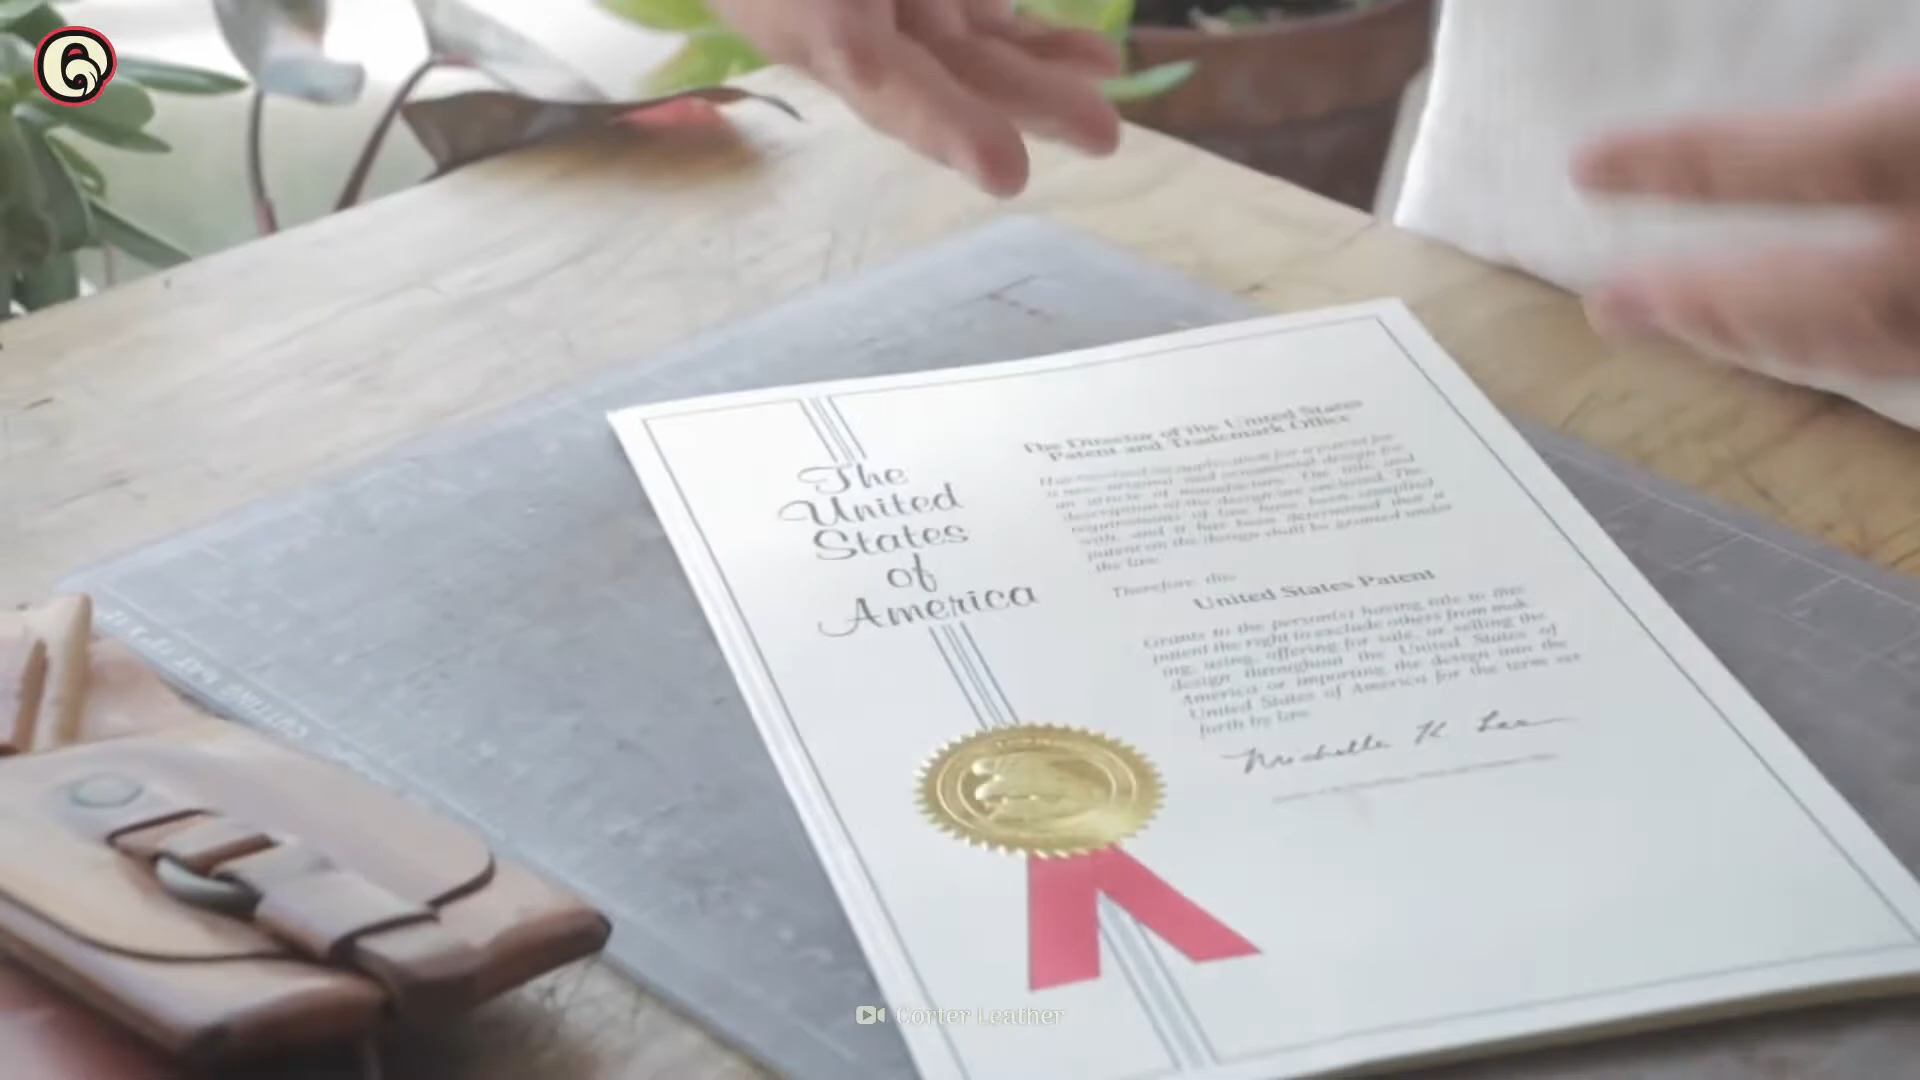 The
United
States
of
America
The Director of the United States
Patent and Trademark Office
Has received an application for a patent for
a new, original and ornamental design for
an article of manufacture. The title and
description of the design are enclosed. The
requirements of law have been complied
with, and it has been determined that a
patent on the design shall be granted under
the law.
Therefore, this
United States Patent
Grants to the person(s) having title to this
patent the right to exclude others from mak-
ing, using, offering for sale, or selling the
design throughout the United States of
America or importing the design into the
United States of America for the term set
forth by law.
Michelle K. Lee
CUTTING MAT
Corter Leather